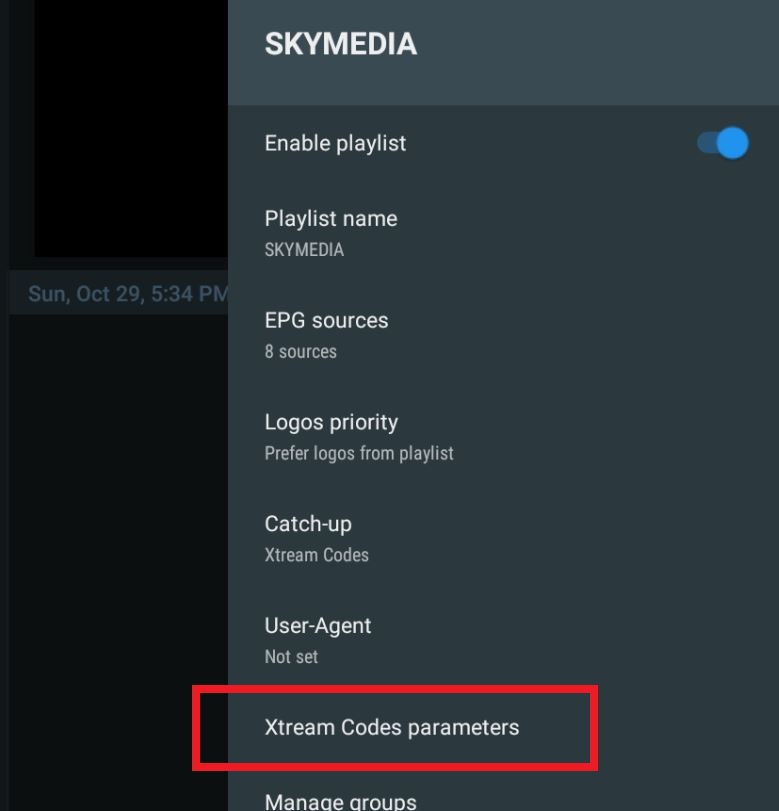 SKYMEDIA
Enable playlist
Playlist name
SKYMEDIA
Sun, Oct 29, 5:34 PM
EPG sources
8 sources
Logos priority
Prefer logos from playlist
Catch-up
Xtream Codes
User-Agent
Not set
Xtream Codes parameters
Manage groups